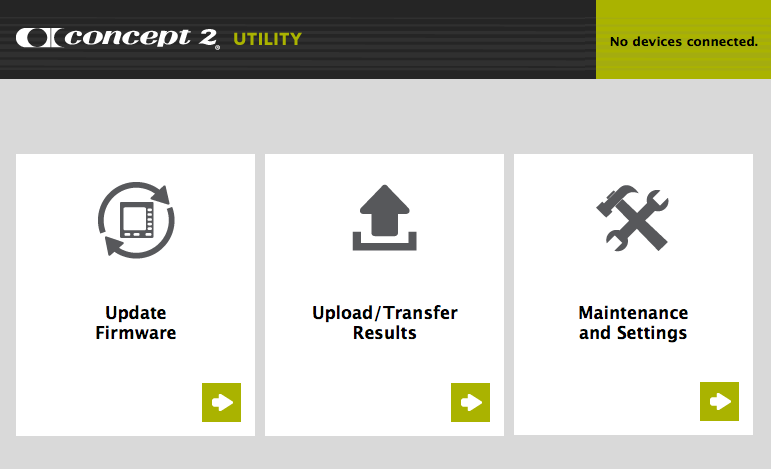 concept 2® UTILITY
No devices connected.
Update
Firmware
Upload/Transfer
Results
Maintenance
and Settings